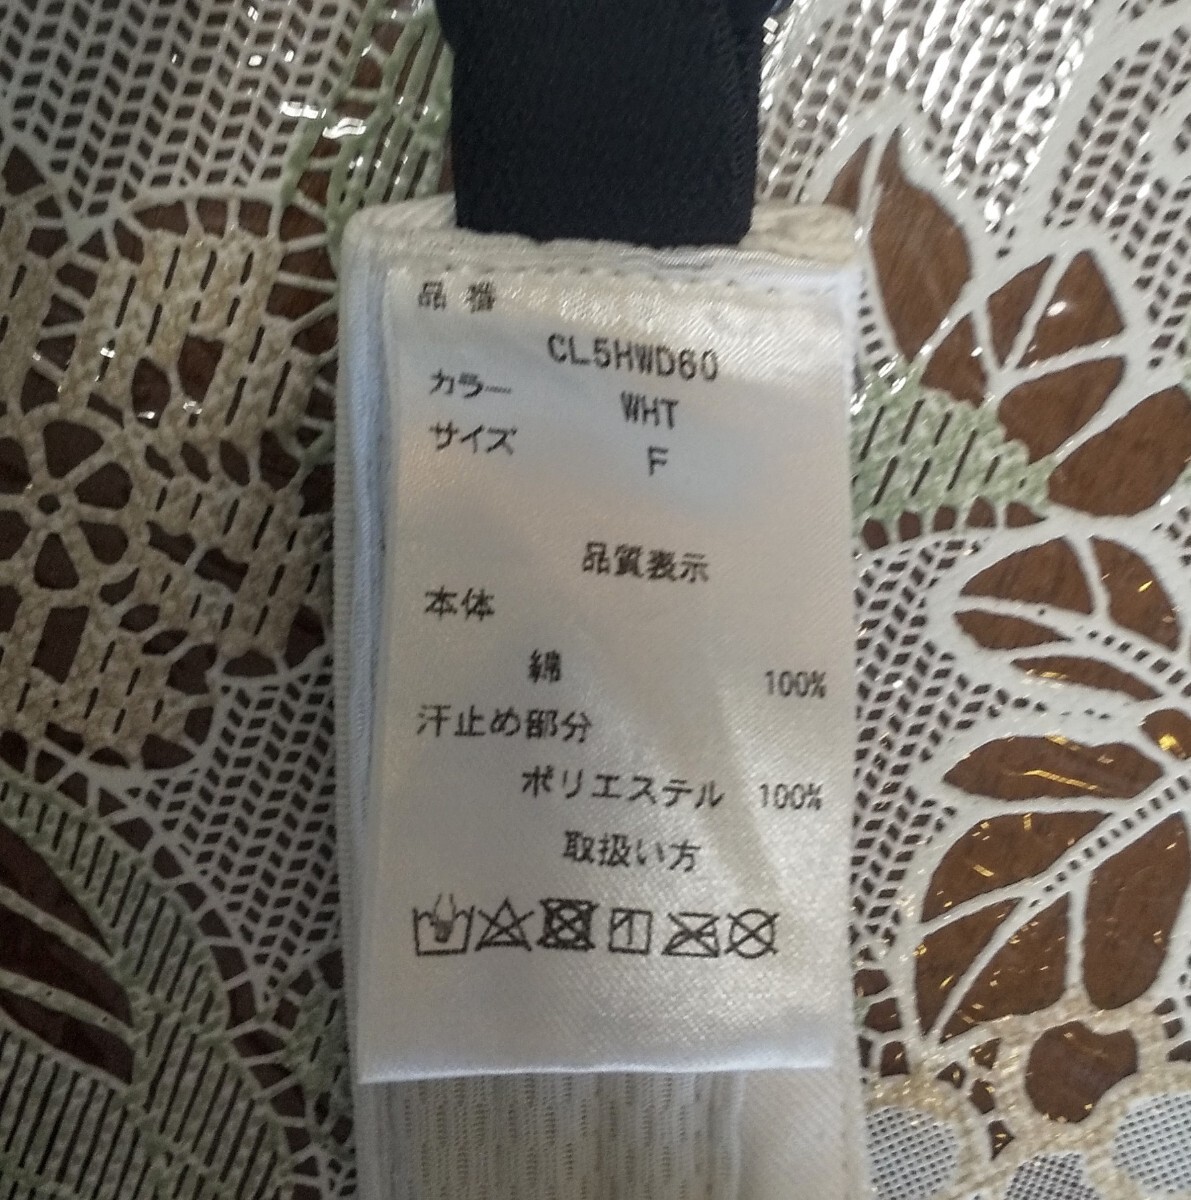 品番
CL5HWD60
カラー WHT
サイズ F
品質表示
本体
綿 100%
汗止め部分
ポリエステル 100%
取扱い方